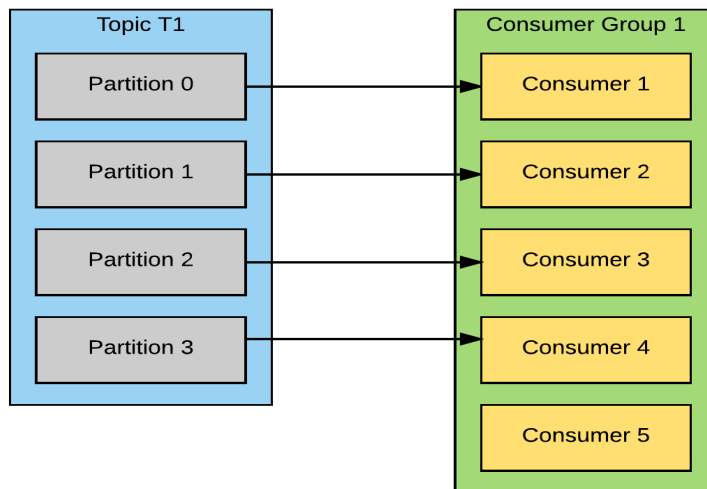 Topic T1
Partition 0
Partition 1
Partition 2
Partition 3
Consumer Group 1
Consumer 1
Consumer 2
Consumer 3
Consumer 4
Consumer 5